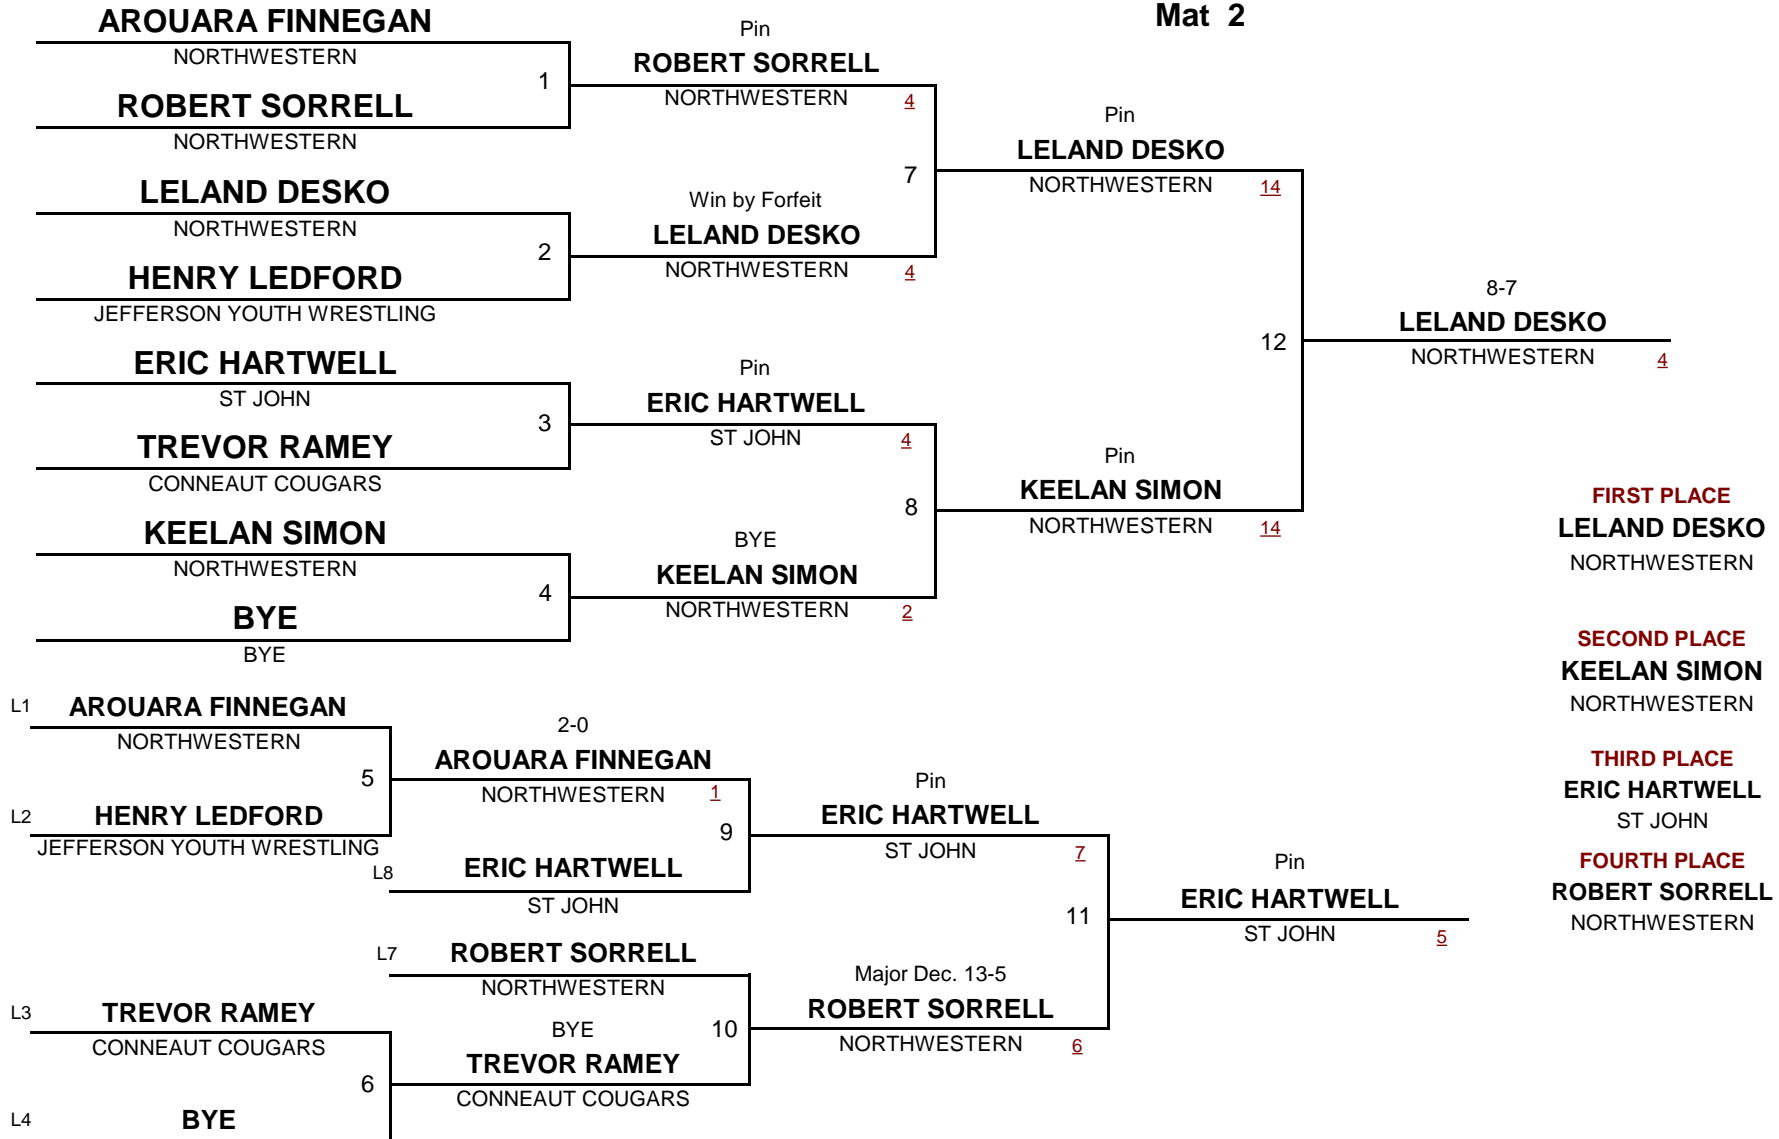 Mat 2
AROUARA FINNEGAN
NORTHWESTERN
1
ROBERT SORRELL
NORTHWESTERN
LELAND DESKO
NORTHWESTERN
2
HENRY LEDFORD
JEFFERSON YOUTH WRESTLING
ERIC HARTWELL
ST JOHN
3
TREVOR RAMEY
CONNEAUT COUGARS
KEELAN SIMON
NORTHWESTERN
4
BYE
BYE
Pin
ROBERT SORRELL
NORTHWESTERN 4
7
Win by Forfeit
LELAND DESKO
NORTHWESTERN 4
Pin
ERIC HARTWELL
ST JOHN 4
8
BYE
KEELAN SIMON
NORTHWESTERN 2
Pin
LELAND DESKO
NORTHWESTERN 14
12
Pin
KEELAN SIMON
NORTHWESTERN 14
8-7
LELAND DESKO
NORTHWESTERN 4
FIRST PLACE
LELAND DESKO
NORTHWESTERN
SECOND PLACE
KEELAN SIMON
NORTHWESTERN
THIRD PLACE
ERIC HARTWELL
ST JOHN
FOURTH PLACE
ROBERT SORRELL
NORTHWESTERN
L1 AROUARA FINNEGAN
NORTHWESTERN
5
L2 HENRY LEDFORD
JEFFERSON YOUTH WRESTLING
L3 TREVOR RAMEY
CONNEAUT COUGARS
6
L4 BYE
2-0
AROUARA FINNEGAN
NORTHWESTERN 1
9
L8 ERIC HARTWELL
ST JOHN
L7 ROBERT SORRELL
NORTHWESTERN
BYE 10
TREVOR RAMEY
CONNEAUT COUGARS
Pin
ERIC HARTWELL
ST JOHN 7
11
Major Dec. 13-5
ROBERT SORRELL
NORTHWESTERN 6
Pin
ERIC HARTWELL
ST JOHN 5